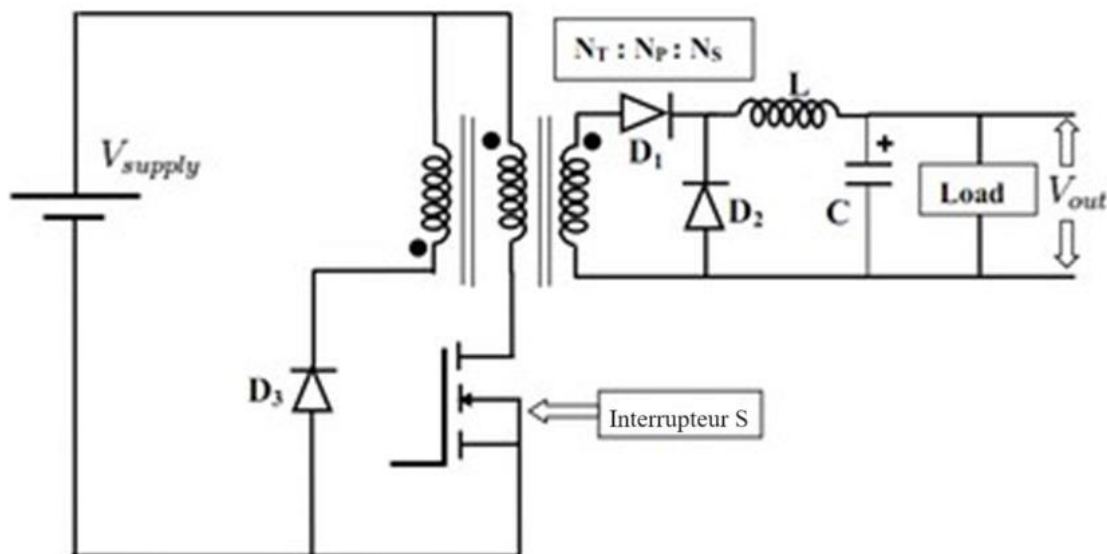 N_T : N_P : N_S
L
V_supply
D_1
+
D_2
C
Load
V_out
D_3
Interrupteur S